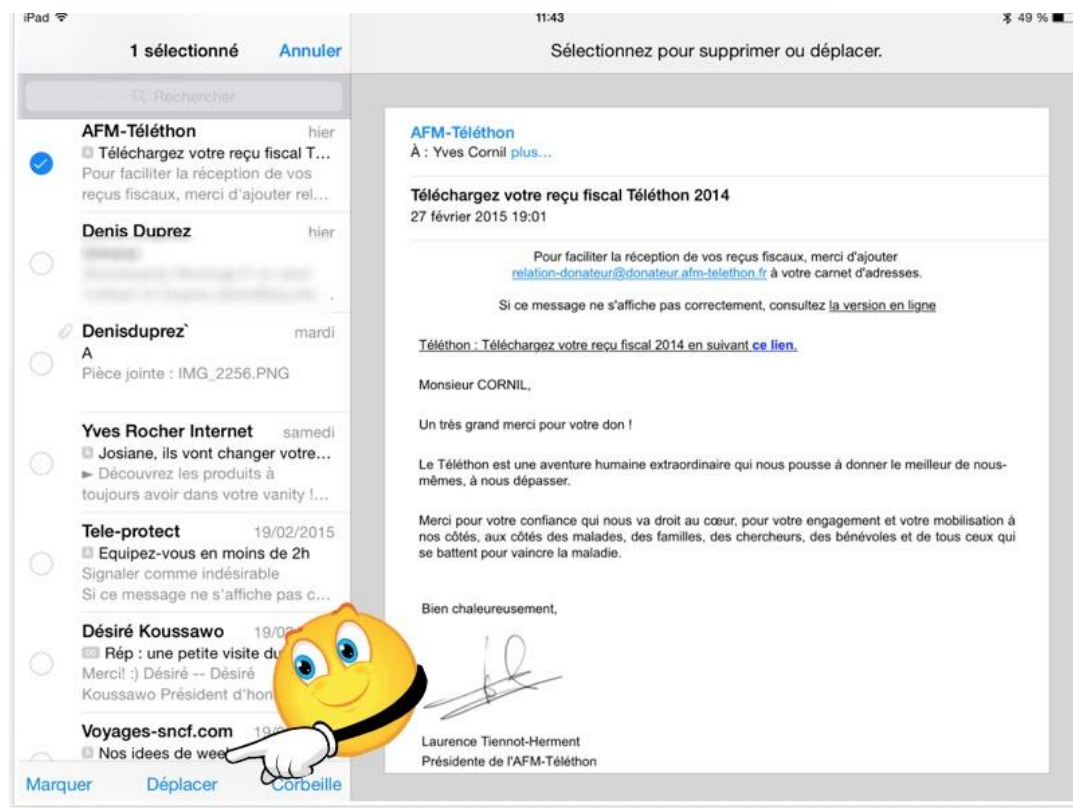 iPad 11:43 49 %
1 sélectionné Annuler
Sélectionnez pour supprimer ou déplacer.
Rechercher
AFM-Téléthon hier
A Téléchargez votre reçu fiscal T...
Pour faciliter la réception de vos
reçus fiscaux, merci d'ajouter rel...
Denis Duprez hier
Denisduprez` mardi
A
Pièce jointe : IMG_2256.PNG
Yves Rocher Internet samedi
A Josiane, ils vont changer votre...
► Découvrez les produits à
toujours avoir dans votre vanity !...
Tele-protect 19/02/2015
A Equipez-vous en moins de 2h
Signaler comme indésirable
Si ce message ne s'affiche pas c...
Désiré Koussawo
CC Rép : une petite visite du
Merci! :) Désiré -- Désiré
Koussawo Président d'hon
Voyages-sncf.com
A Nos idees de
Marquer Déplacer Corbeille
AFM-Téléthon
À : Yves Cornil plus...
Téléchargez votre reçu fiscal Téléthon 2014
27 février 2015 19:01
Pour faciliter la réception de vos reçus fiscaux, merci d'ajouter
relation-donateur@donateur.afm-telethon.fr à votre carnet d'adresses.
Si ce message ne s'affiche pas correctement, consultez la version en ligne
Téléthon : Téléchargez votre reçu fiscal 2014 en suivant ce lien.
Monsieur CORNIL,
Un très grand merci pour votre don !
Le Téléthon est une aventure humaine extraordinaire qui nous pousse à donner le meilleur de nous-
mêmes, à nous dépasser.
Merci pour votre confiance qui nous va droit au cœur, pour votre engagement et votre mobilisation à
nos côtés, aux côtés des malades, des familles, des chercheurs, des bénévoles et de tous ceux qui
se battent pour vaincre la maladie.
Bien chaleureusement,
Laurence Tiennot-Herment
Présidente de l'AFM-Téléthon